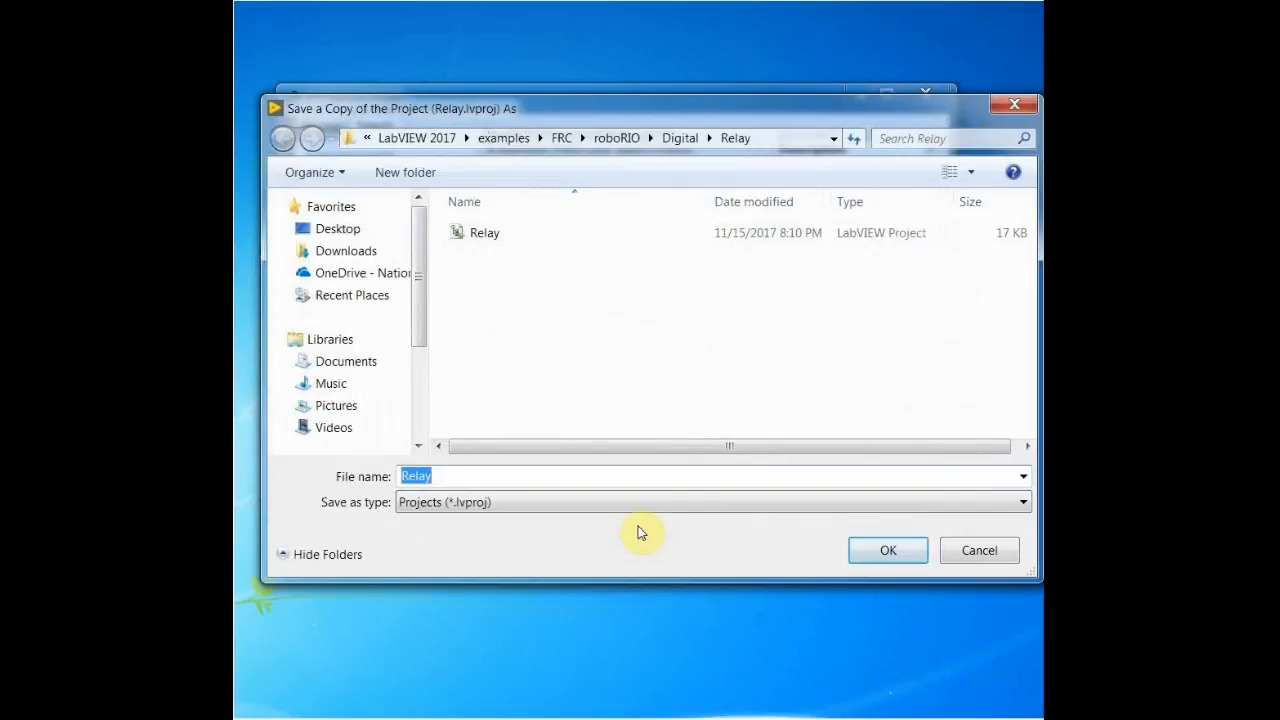 Save a Copy of the Project (Relay.lvproj) As
« LabVIEW 2017 examples FRC roboRIO Digital Relay Search Relay
Organize New folder
Name Date modified Type Size
Favorites
Relay 11/15/2017 8:10 PM LabVIEW Project 17 KB
Desktop
Downloads
OneDrive - Nation
Recent Places
Libraries
Documents
Music
Pictures
Videos
File name: Relay
Save as type: Projects (*.lvproj)
Hide Folders OK Cancel